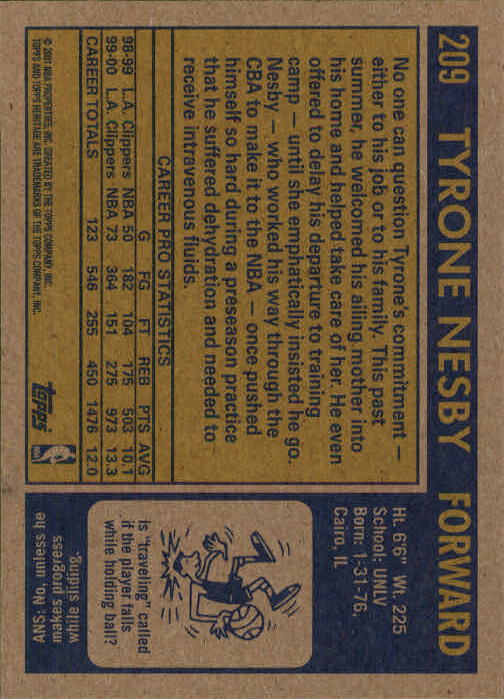 209 TYRONE NESBY FORWARD
No one can question Tyrone's commitment –
either to his job or to his family. This past
summer, he welcomed his ailing mother into
his home and helped take care of her. He even
offered to delay his departure to training
camp – until she emphatically insisted he go.
Nesby – who worked his way through the
CBA to make it to the NBA – once pushed
himself so hard during a preseason practice
that he suffered dehydration and needed to
receive intravenous fluids.
CAREER PRO STATISTICS
G FG FT REB PTS AVG
98-99 L.A. Clippers NBA 50 182 104 175 503 10.1
99-00 L.A. Clippers NBA 73 364 151 275 973 13.3
CAREER TOTALS 123 546 255 450 1476 12.0
© 2001 NBA PROPERTIES, INC. CREATED BY THE TOPPS COMPANY, INC.
TOPPS AND TOPPS HERITAGE ARE TRADEMARKS OF THE TOPPS COMPANY, INC.
Topps
NBA
Ht. 6'6" Wt. 225
School: UNLV
Born: 1-31-76,
Cairo, IL
Is "traveling" called
if the player falls
while holding ball?
ANS: No, unless he
makes progress
while sliding.